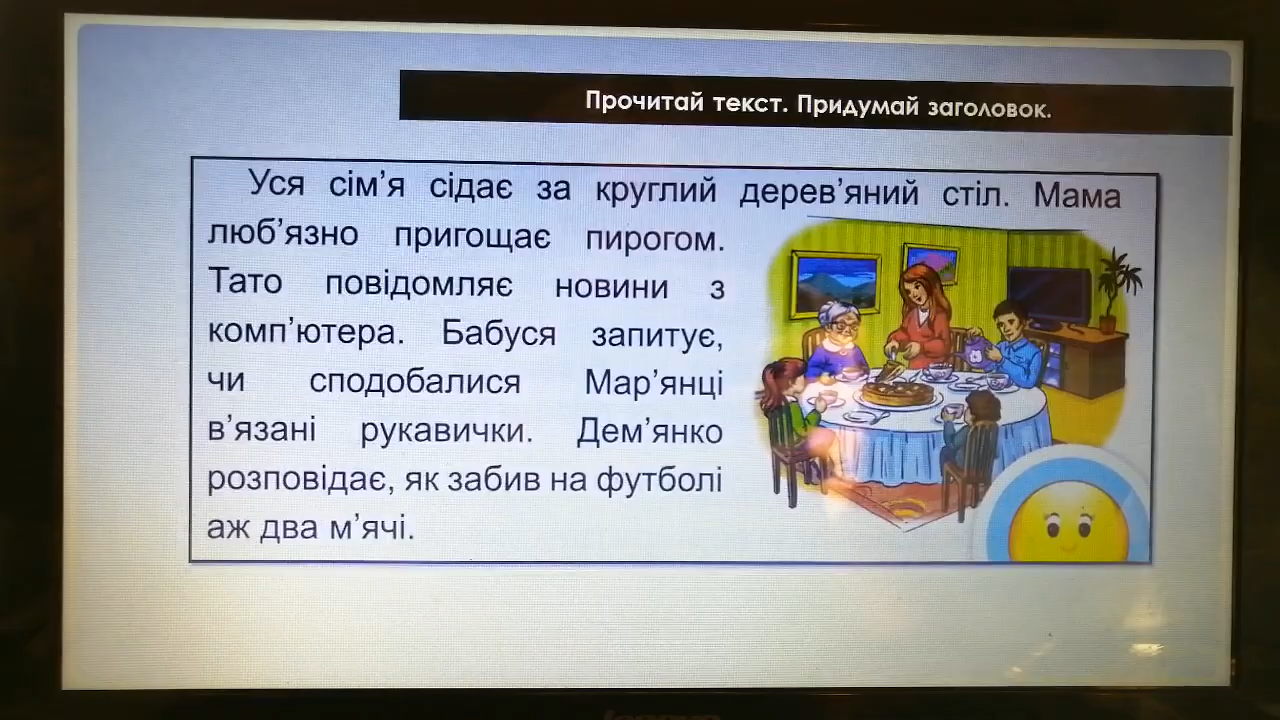 Прочитай текст. Придумай заголовок.
Уся сім’я сідає за круглий дерев’яний стіл. Мама
люб’язно пригощає пирогом.
Тато повідомляє новини з
комп’ютера. Бабуся запитує,
чи сподобалися Мар’янці
в’язані рукавички. Дем’янко
розповідає, як забив на футболі
аж два м’ячі.